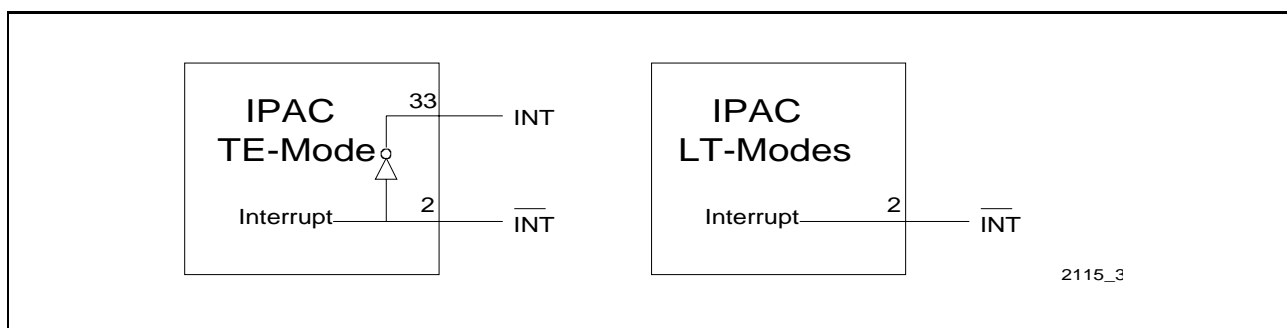 IPAC
TE-Mode
33
INT
Interrupt
2
INT
IPAC
LT-Modes
Interrupt
2
INT
2115_3